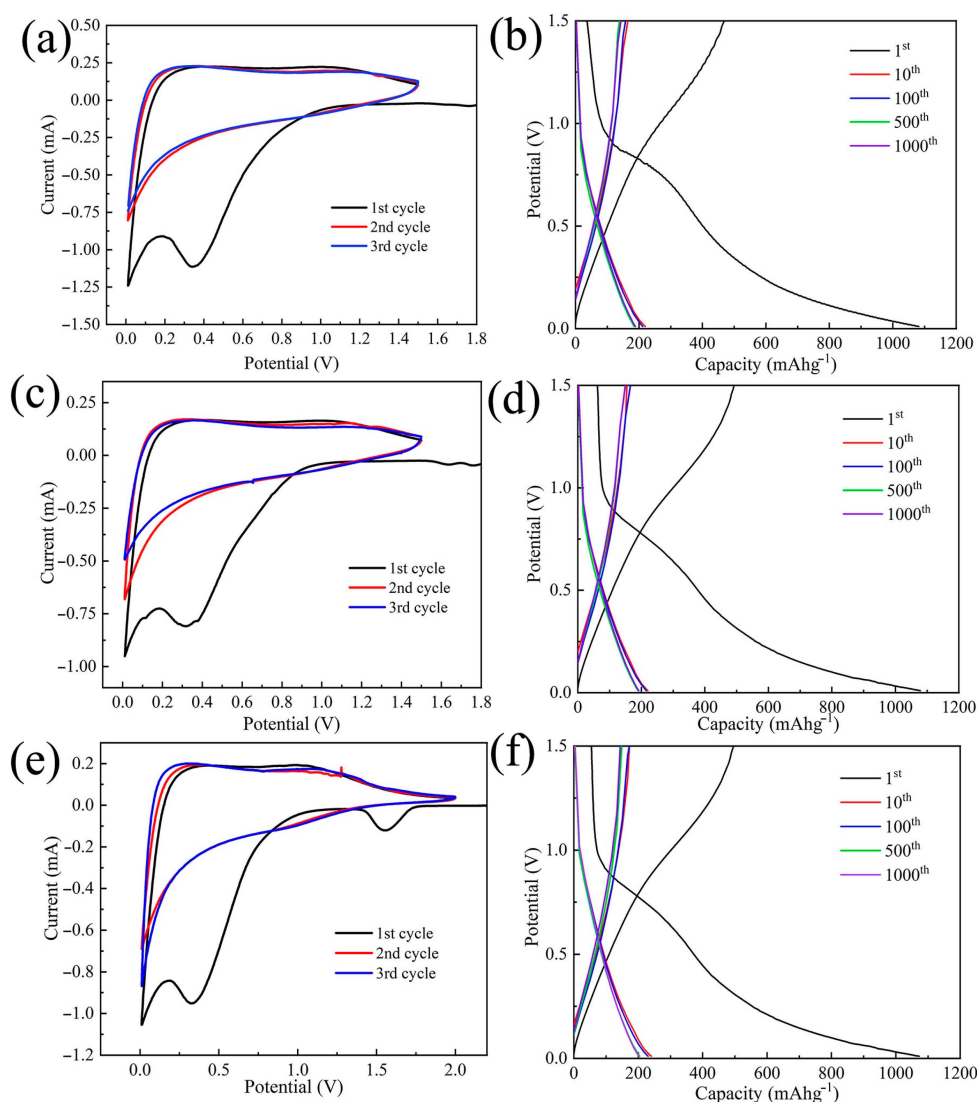 (a)
0.50
0.25
0.00
−0.25
−0.50
−0.75
−1.00
−1.25
−1.50
Current (mA)
1st cycle
2nd cycle
3rd cycle
0.0 0.2 0.4 0.6 0.8 1.0 1.2 1.4 1.6 1.8
Potential (V)
(b)
1.5
1.0
0.5
0.0
Potential (V)
1st
10th
100th
500th
1000th
0 200 400 600 800 1000 1200
Capacity (mAhg−1)
(c)
0.25
0.00
−0.25
−0.50
−0.75
−1.00
Current (mA)
1st cycle
2nd cycle
3rd cycle
0.0 0.2 0.4 0.6 0.8 1.0 1.2 1.4 1.6 1.8
Potential (V)
(d)
1.5
1.0
0.5
0.0
Potential (V)
1st
10th
100th
500th
1000th
0 200 400 600 800 1000 1200
Capacity (mAhg−1)
(e)
0.2
0.0
−0.2
−0.4
−0.6
−0.8
−1.0
−1.2
Current (mA)
1st cycle
2nd cycle
3rd cycle
0.0 0.5 1.0 1.5 2.0
Potential (V)
(f)
1.5
1.0
0.5
0.0
Potential (V)
1st
10th
100th
500th
1000th
0 200 400 600 800 1000 1200
Capacity (mAhg−1)